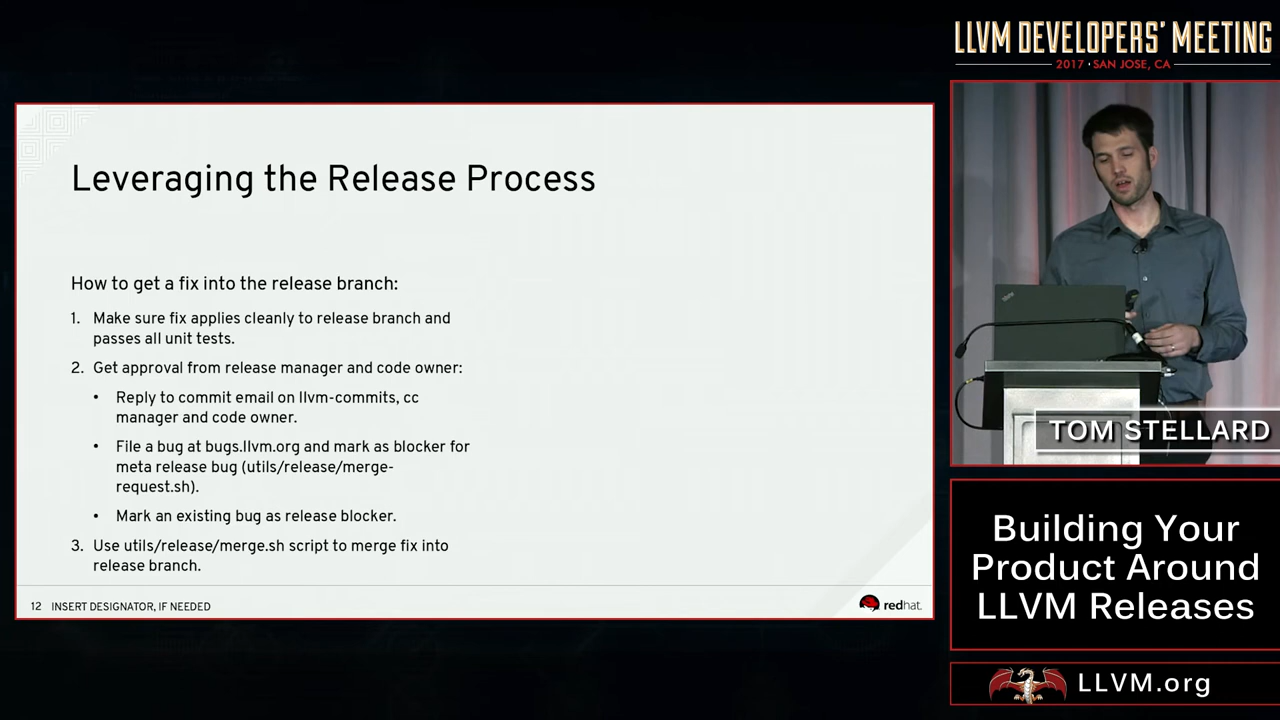 LLVM DEVELOPERS' MEETING
2017 • SAN JOSE, CA
Leveraging the Release Process
How to get a fix into the release branch:
1. Make sure fix applies cleanly to release branch and
passes all unit tests.
2. Get approval from release manager and code owner:
• Reply to commit email on llvm-commits, cc
manager and code owner.
• File a bug at bugs.llvm.org and mark as blocker for
meta release bug (utils/release/merge-
request.sh).
• Mark an existing bug as release blocker.
3. Use utils/release/merge.sh script to merge fix into
release branch.
12 INSERT DESIGNATOR, IF NEEDED
redhat.
TOM STELLARD
Building Your
Product Around
LLVM Releases
LLVM.org